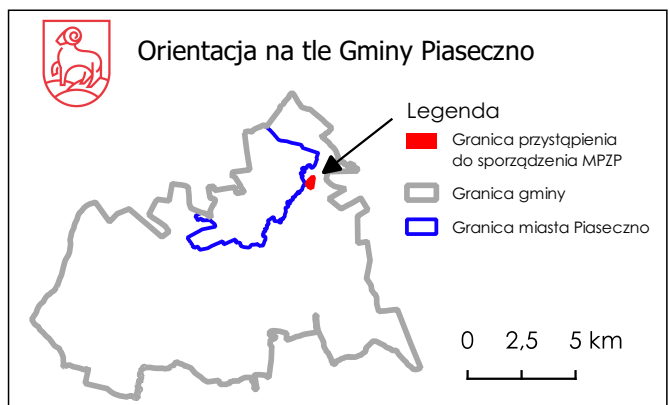 Orientacja na tle Gminy Piaseczno
Legenda
Granica przystąpienia
do sporządzenia MPZP
Granica gminy
Granica miasta Piaseczno
0 2,5 5 km